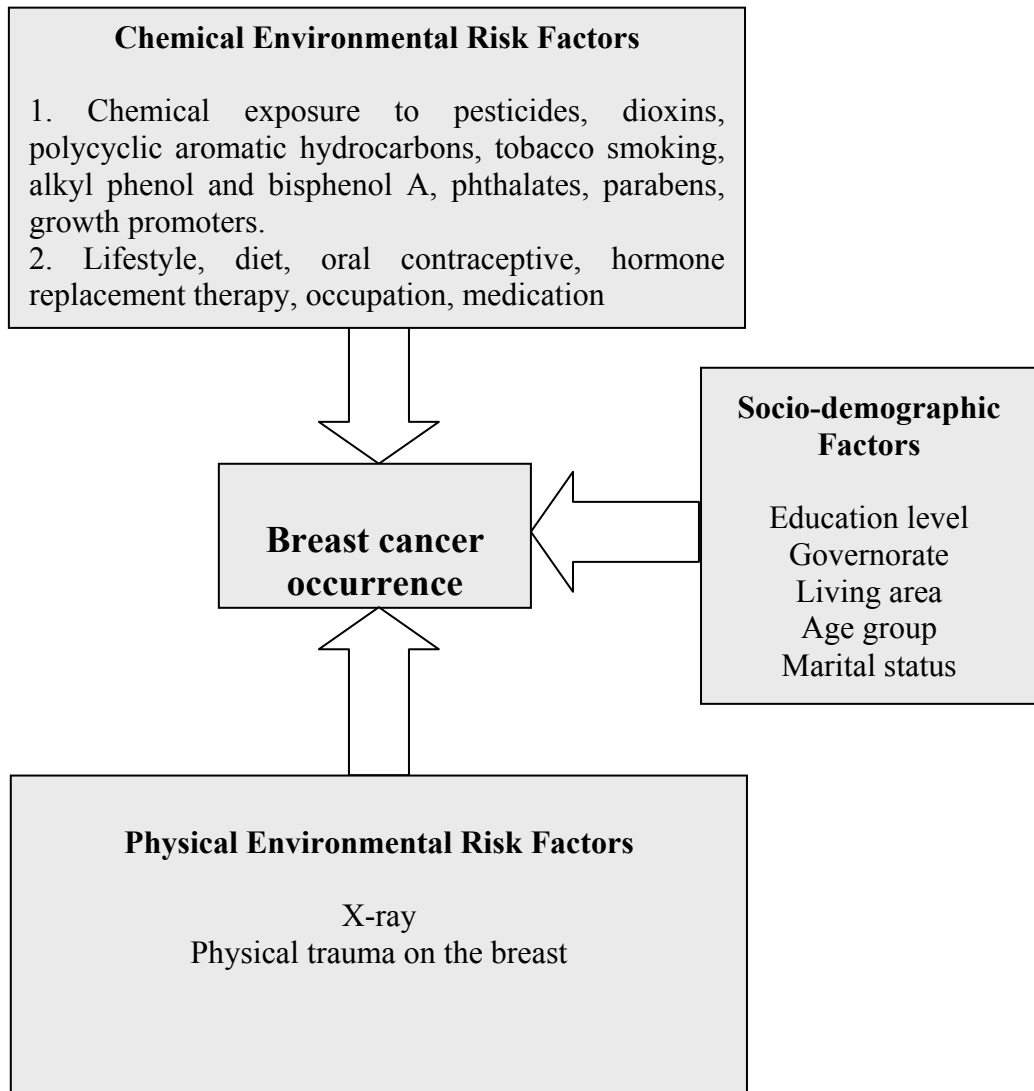 Chemical Environmental Risk Factors
1. Chemical exposure to pesticides, dioxins,
polycyclic aromatic hydrocarbons, tobacco smoking,
alkyl phenol and bisphenol A, phthalates, parabens,
growth promoters.
2. Lifestyle, diet, oral contraceptive, hormone
replacement therapy, occupation, medication
Socio-demographic
Factors
Education level
Governorate
Living area
Age group
Marital status
Breast cancer
occurrence
Physical Environmental Risk Factors
X-ray
Physical trauma on the breast